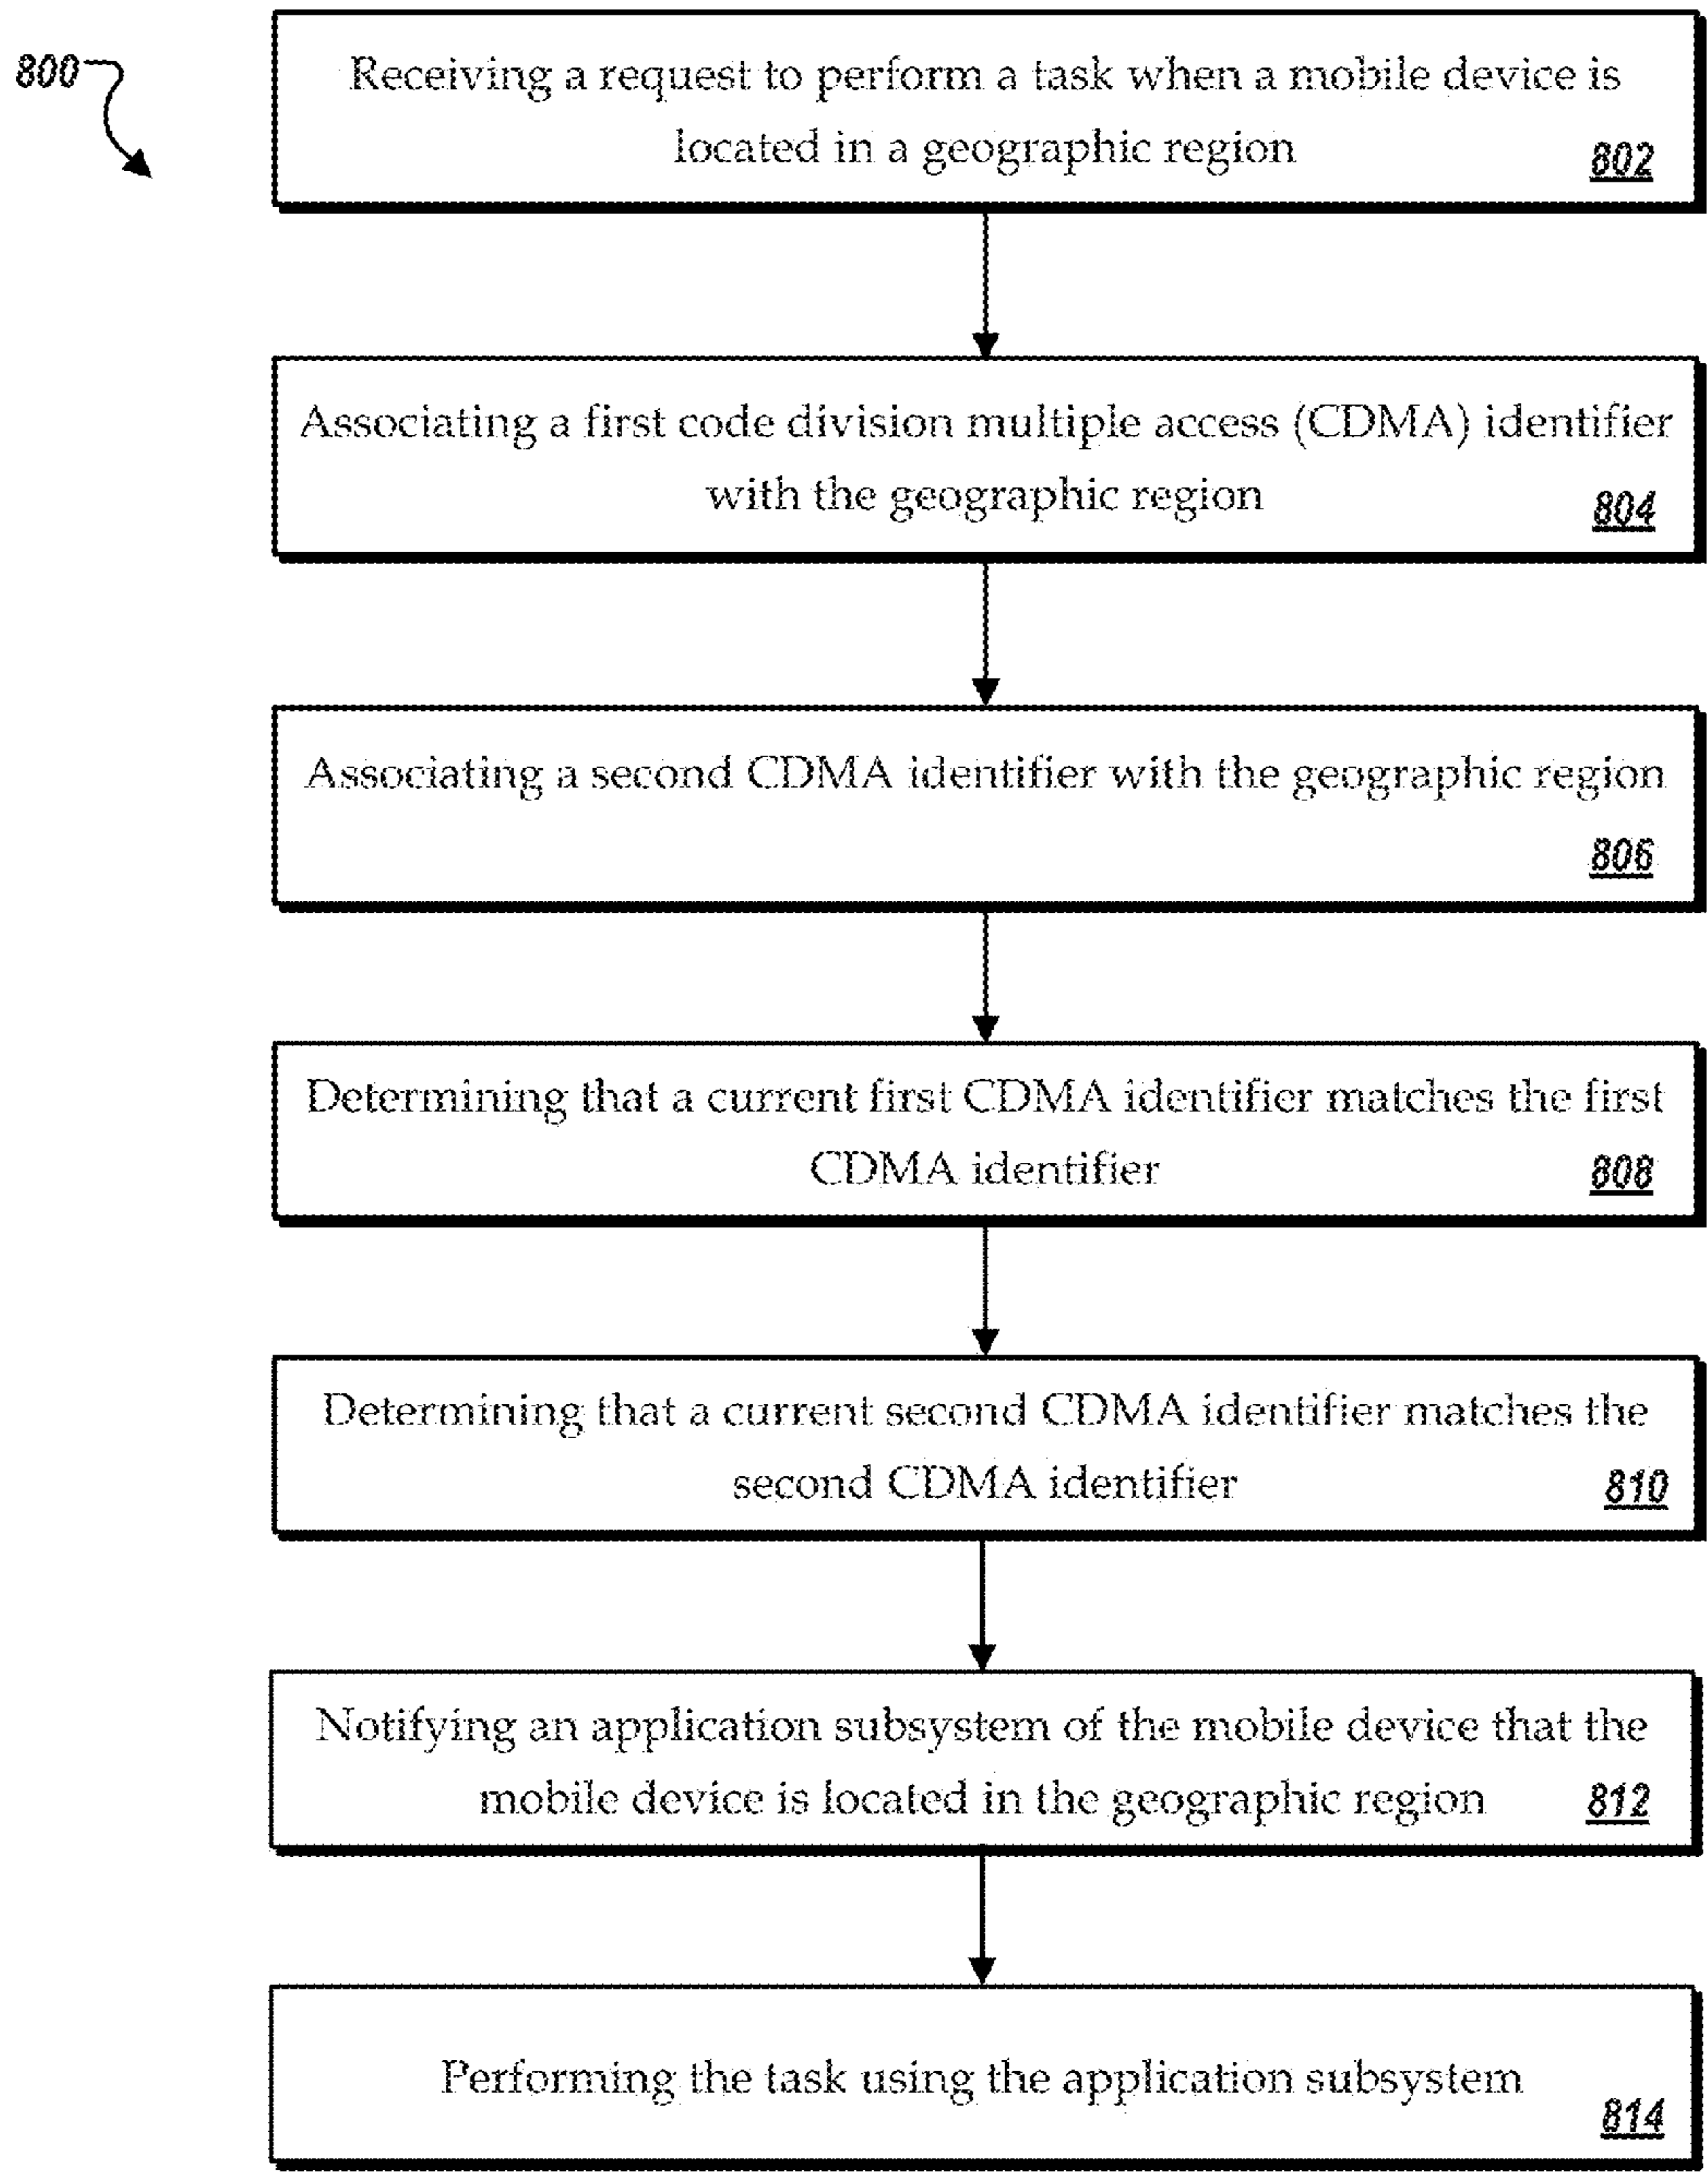 800
Receiving a request to perform a task when a mobile device is
located in a geographic region
802
Associating a first code division multiple access (CDMA) identifier
with the geographic region
804
Associating a second CDMA identifier with the geographic region
806
Determining that a current first CDMA identifier matches the first
CDMA identifier
808
Determining that a current second CDMA identifier matches the
second CDMA identifier
810
Notifying an application subsystem of the mobile device that the
mobile device is located in the geographic region
812
Performing the task using the application subsystem
814